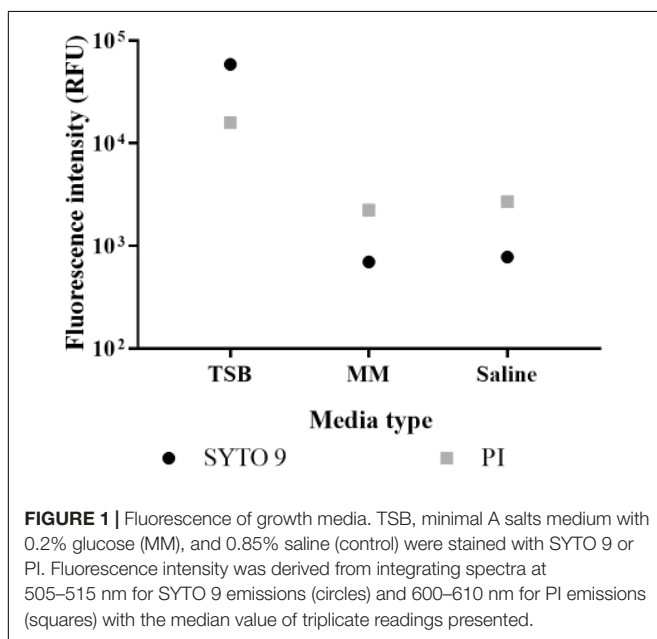 Fluorescence intensity (RFU)
10⁵
10⁴
10³
10²
TSB MM Saline
Media type
● SYTO 9 ■ PI
FIGURE 1 | Fluorescence of growth media. TSB, minimal A salts medium with
0.2% glucose (MM), and 0.85% saline (control) were stained with SYTO 9 or
PI. Fluorescence intensity was derived from integrating spectra at
505–515 nm for SYTO 9 emissions (circles) and 600–610 nm for PI emissions
(squares) with the median value of triplicate readings presented.